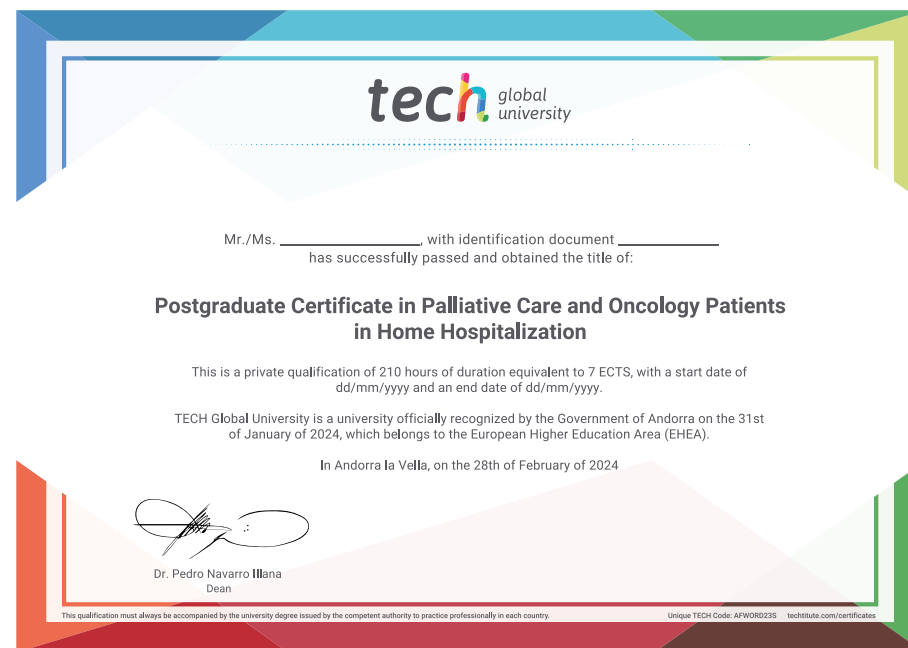 tech global university
Mr./Ms. ____________, with identification document ____________
has successfully passed and obtained the title of:
Postgraduate Certificate in Palliative Care and Oncology Patients
in Home Hospitalization
This is a private qualification of 210 hours of duration equivalent to 7 ECTS, with a start date of
dd/mm/yyyy and an end date of dd/mm/yyyy.
TECH Global University is a university officially recognized by the Government of Andorra on the 31st
of January of 2024, which belongs to the European Higher Education Area (EHEA).
In Andorra la Vella, on the 28th of February of 2024
Dr. Pedro Navarro Illana
Dean
This qualification must always be accompanied by the university degree issued by the competent authority to practice professionally in each country.
Unique TECH Code: AFWORD23S techtitute.com/certificates